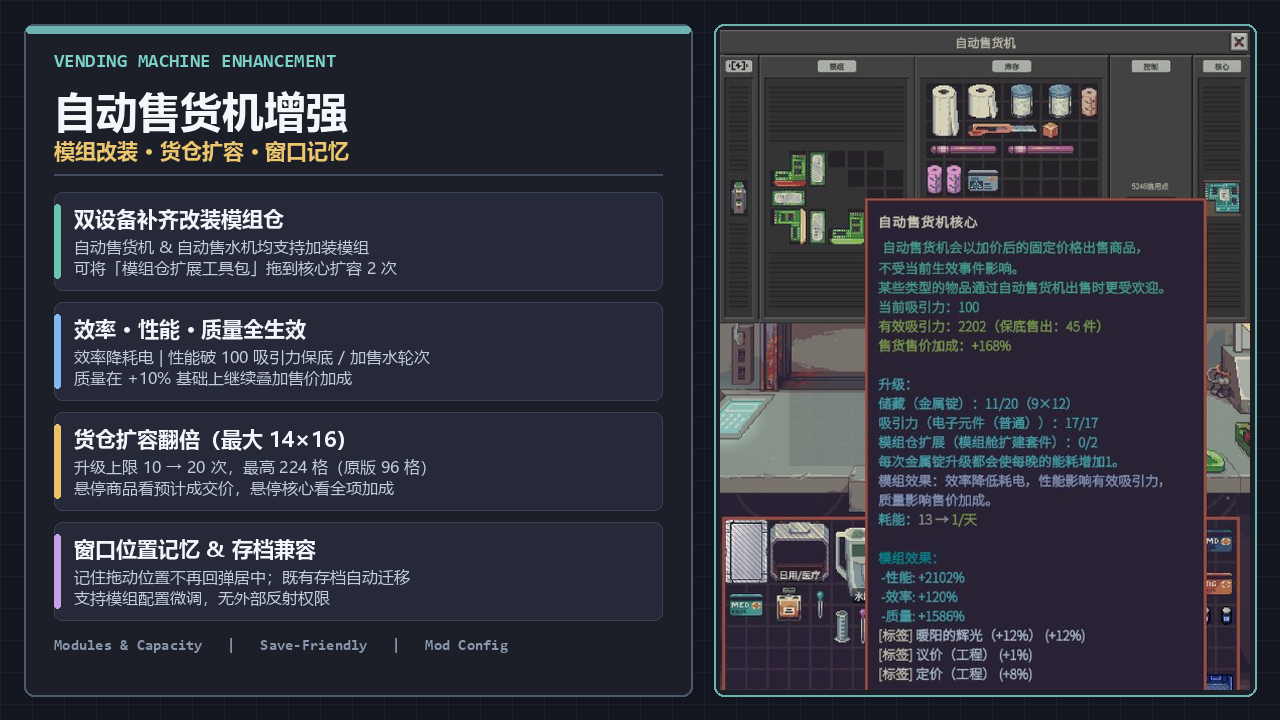 VENDING MACHINE ENHANCEMENT
自动售货机增强
模组改装・货仓扩容・窗口记忆
双设备补齐改装模组仓
自动售货机 & 自动售水机均支持加装模组
可将「模组仓扩展工具包」拖到核心扩容 2 次
效率・性能・质量全生效
效率降耗电 | 性能破 100 吸引力保底 / 加售水轮次
质量在 +10% 基础上继续叠加售价加成
货仓扩容翻倍（最大 14×16）
升级上限 10 → 20 次，最高 224 格（原版 96 格）
悬停商品看预计成交价，悬停核心看全项加成
窗口位置记忆 & 存档兼容
记住拖动位置不再回弹居中；既有存档自动迁移
支持模组配置微调，无外部反射权限
Modules & Capacity | Save-Friendly | Mod Config
自动售货机
模组
库存
控制
核心
5246信用点
自动售货机核心
自动售货机会以加价后的固定价格出售商品，
不受当前生效事件影响。
某些类型的物品通过自动售货机出售时更受欢迎。
当前吸引力：100
有效吸引力：2202（保底售出：45 件）
售货售价加成：+168%
升级：
储藏（金属锭）：11/20（9×12）
吸引力（电子元件（普通））：17/17
模组仓扩展（模组舱扩建套件）：0/2
每次金属锭升级都会使每晚的能耗增加1。
模组效果：效率降低耗电，性能影响有效吸引力，
质量影响售价加成。
耗能：13 → 1/天
模组效果：
-性能: +2102%
-效率: +120%
-质量: +1586%
[标签] 暖阳的辉光（+12%） (+12%)
[标签] 议价（工程） (+1%)
[标签] 定价（工程） (+8%)
日用/医疗
MED